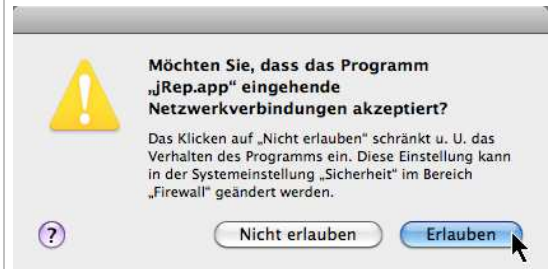 Möchten Sie, dass das Programm
„jRep.app“ eingehende
Netzwerkverbindungen akzeptiert?
Das Klicken auf „Nicht erlauben“ schränkt u. U. das
Verhalten des Programms ein. Diese Einstellung kann
in der Systemeinstellung „Sicherheit“ im Bereich
„Firewall“ geändert werden.
?
Nicht erlauben
Erlauben